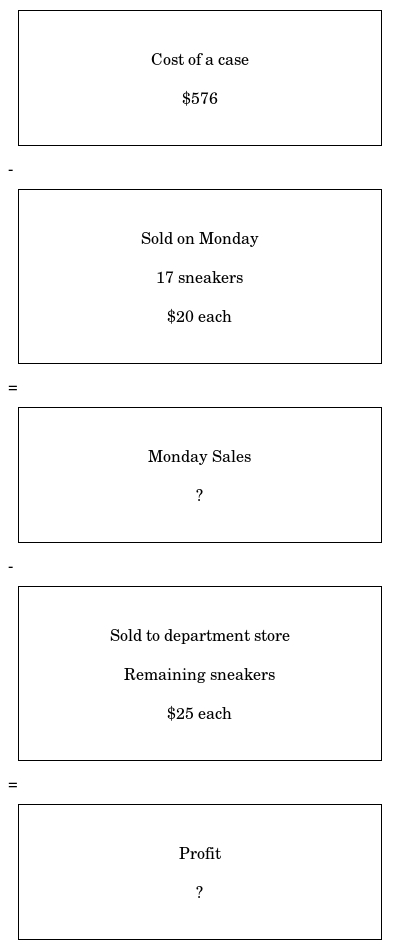 Cost of a case
$576
-
Sold on Monday
17 sneakers
$20 each
=
Monday Sales
?
-
Sold to department store
Remaining sneakers
$25 each
=
Profit
?